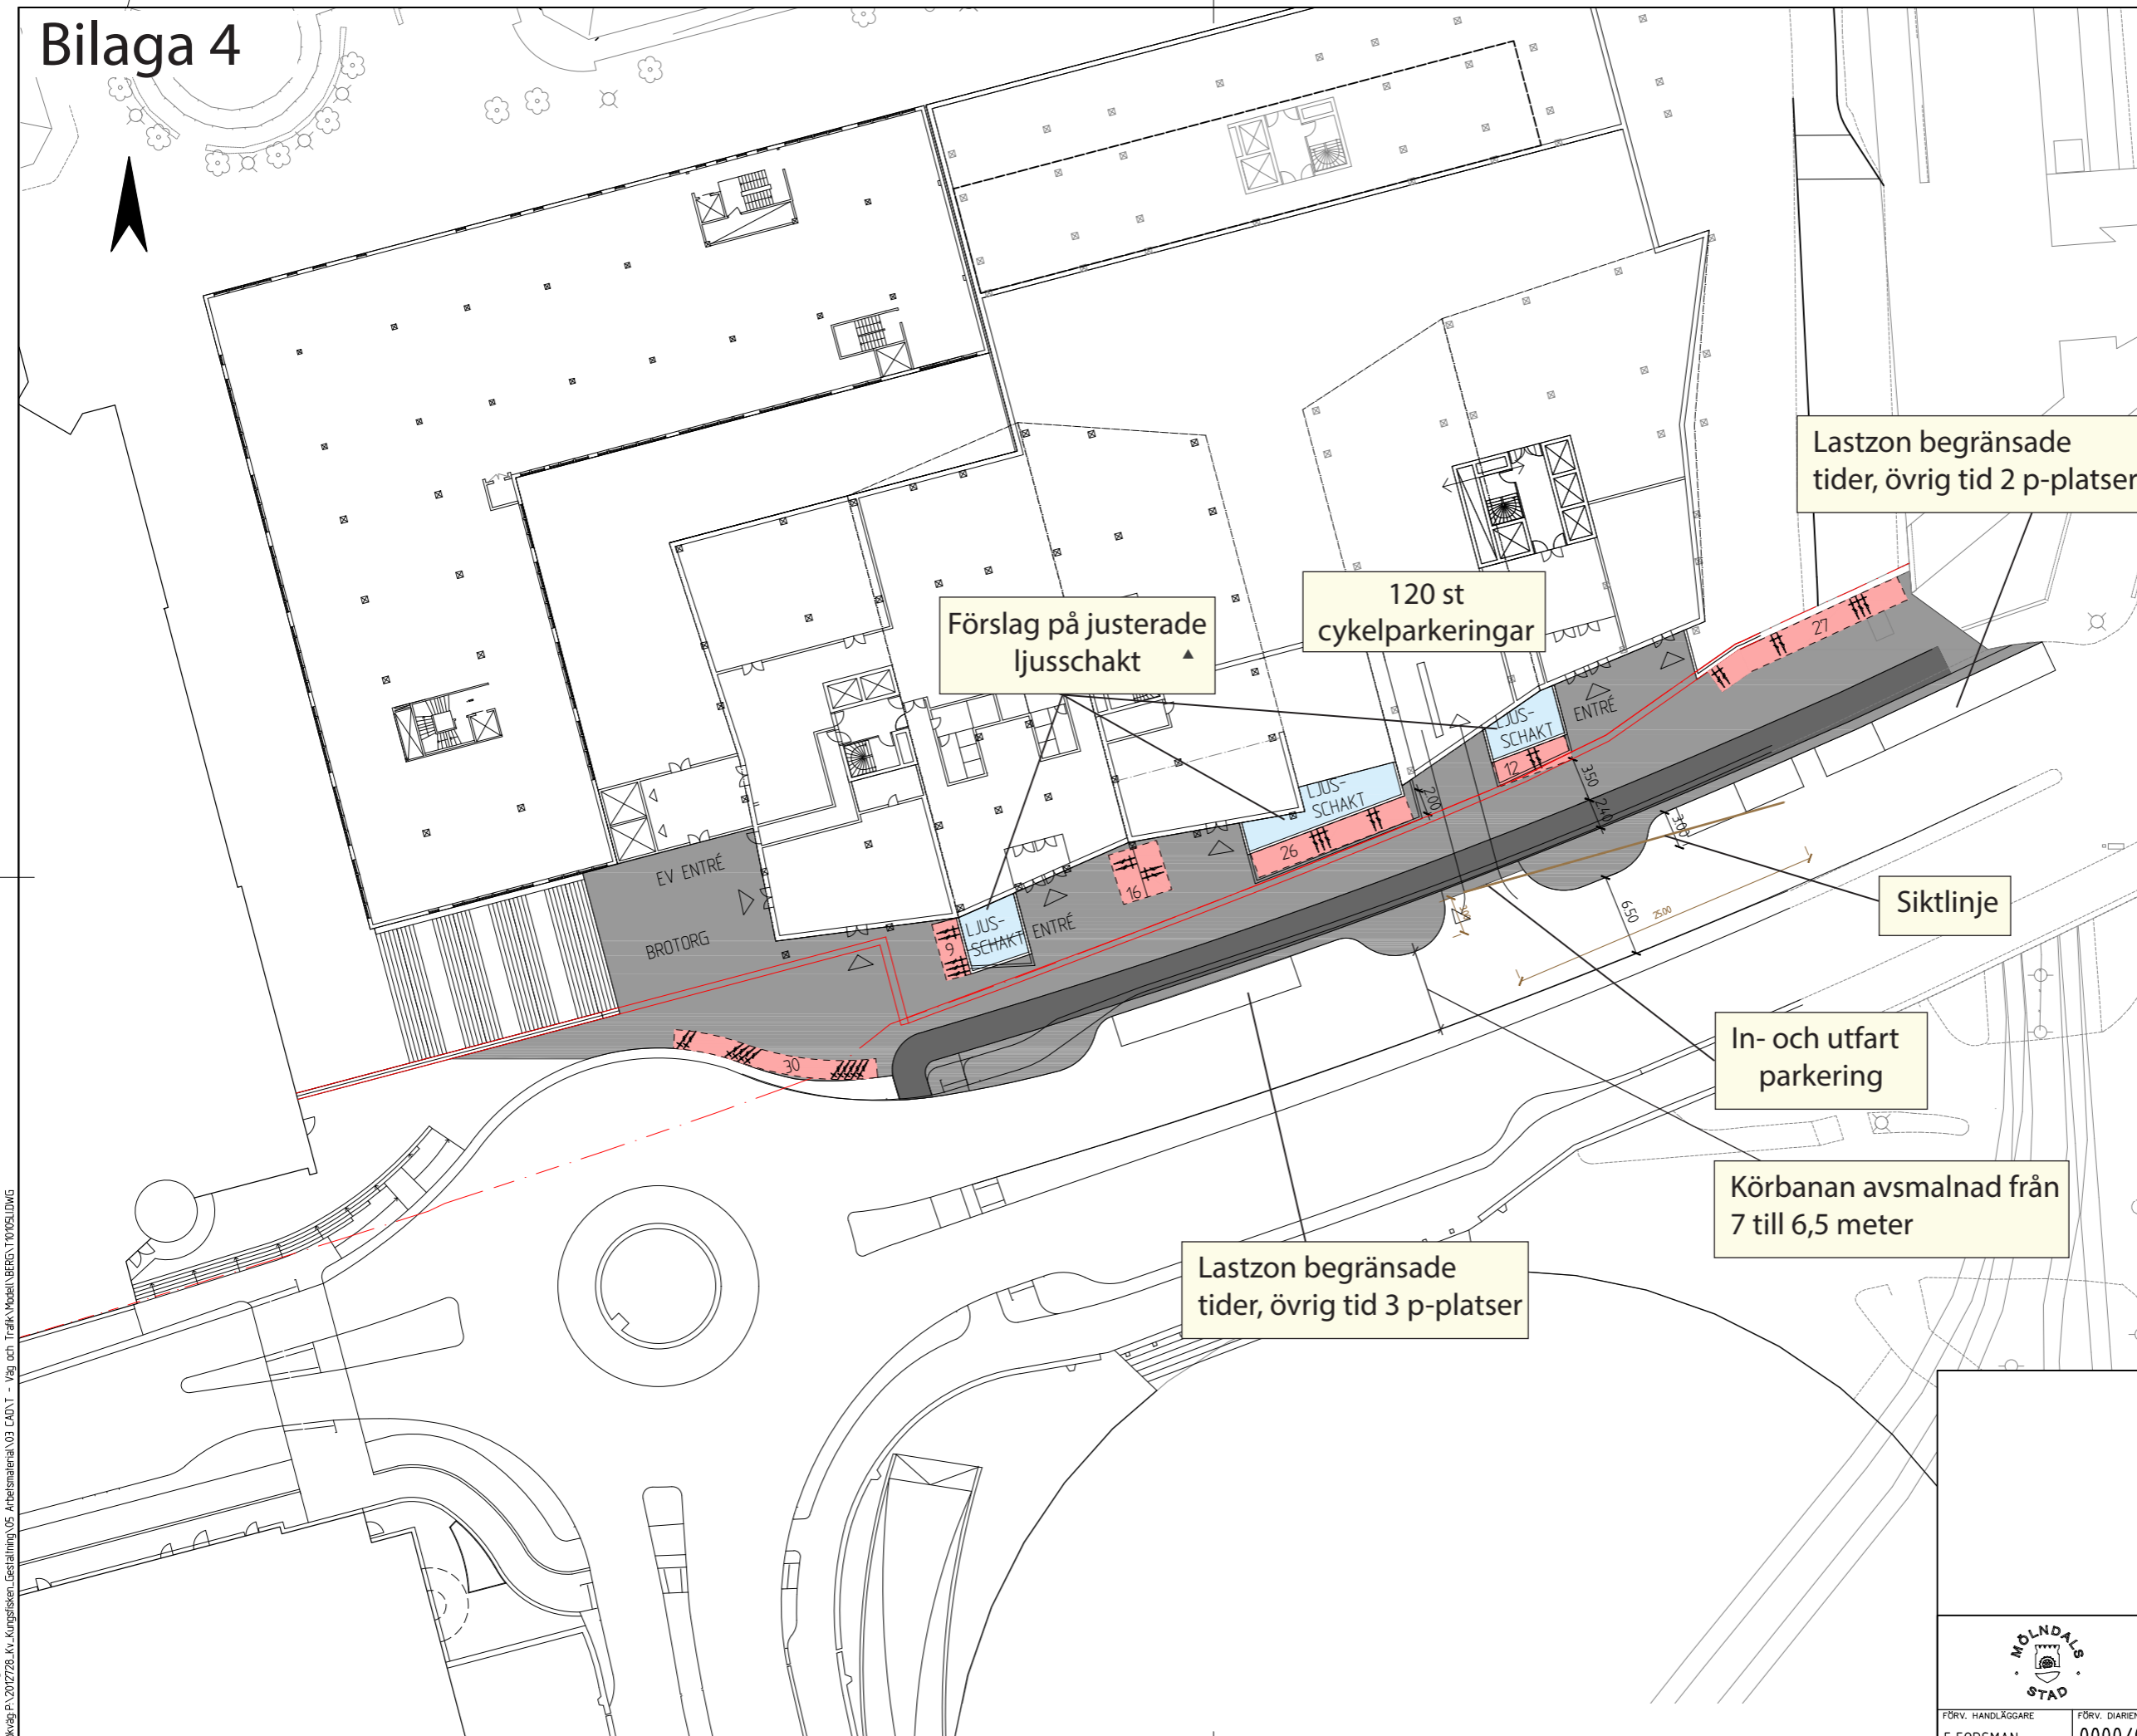 Bilaga 4
Lastzon begränsade
tider, övrig tid 2 p-platser
120 st
cykelparkeringar
Förslag på justerade
ljusschakt
27
LJUS-
SCHAKT
ENTRÉ
12
350
240
300
LJUS-
SCHAKT
200
26
EV ENTRÉ
16
BROTORG
9
LJUS-
SCHAKT
ENTRÉ
650
2500
300
Siktlinje
30
In- och utfart
parkering
Körbanan avsmalnad från
7 till 6,5 meter
Lastzon begränsade
tider, övrig tid 3 p-platser
MÖLNDALS
STAD
FÖRV. HANDLÄGGARE